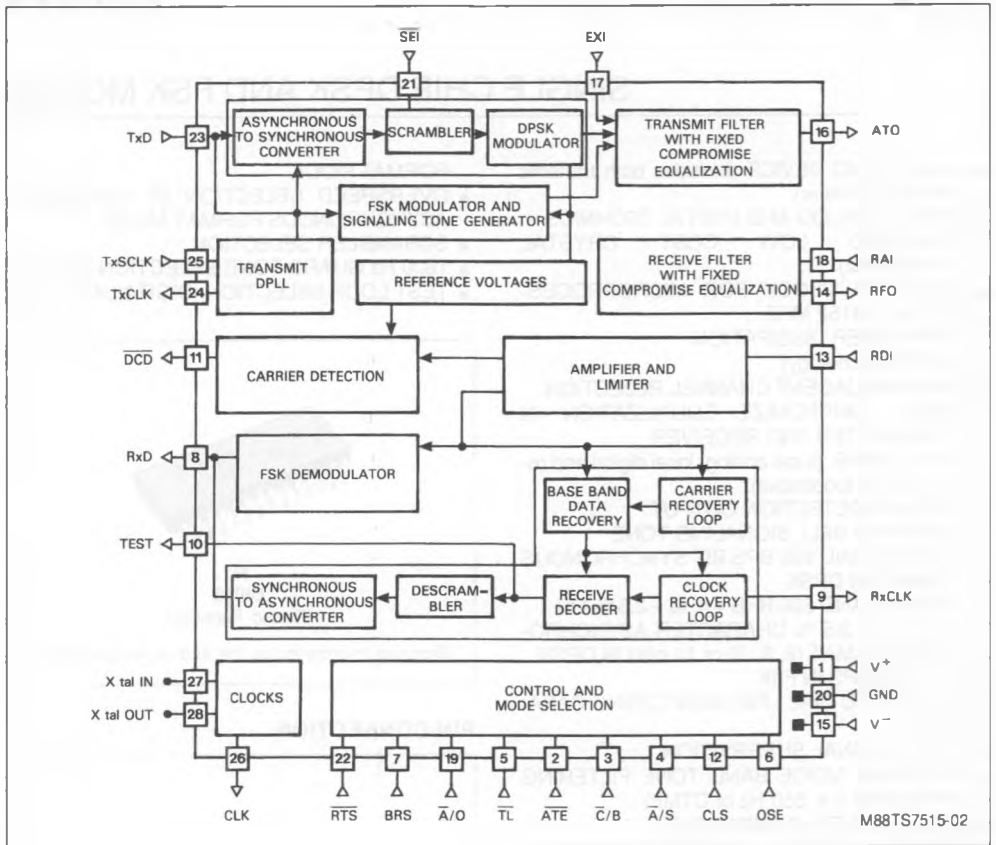 SEI
EXI
21
17
TxD
23
ASYNCHRONOUS
TO SYNCHRONOUS
CONVERTER
SCRAMBLER
DPSK
MODULATOR
TRANSMIT FILTER
WITH FIXED
COMPROMISE
EQUALIZATION
16
ATO
FSK MODULATOR AND
SIGNALING TONE GENERATOR
TxSCLK
25
TxCLK
24
TRANSMIT
DPLL
REFERENCE VOLTAGES
RECEIVE FILTER
WITH FIXED
COMPROMISE EQUALIZATION
18
RAI
14
RFO
DCD
11
CARRIER DETECTION
AMPLIFIER AND
LIMITER
13
RDI
RxD
8
FSK DEMODULATOR
BASE BAND
DATA
RECOVERY
CARRIER
RECOVERY
LOOP
TEST
10
SYNCHRONOUS
TO ASYNCHRONOUS
CONVERTER
DESCRAM-
BLER
RECEIVE
DECODER
CLOCK
RECOVERY
LOOP
9
RxCLK
X tal IN
27
X tal OUT
28
CLOCKS
CONTROL AND
MODE SELECTION
1
V+
20
GND
15
V-
26
22
7
19
5
2
3
4
12
6
CLK
RTS
BRS
A/O
TL
ATE
C/B
A/S
CLS
OSE
M88TS7515-02